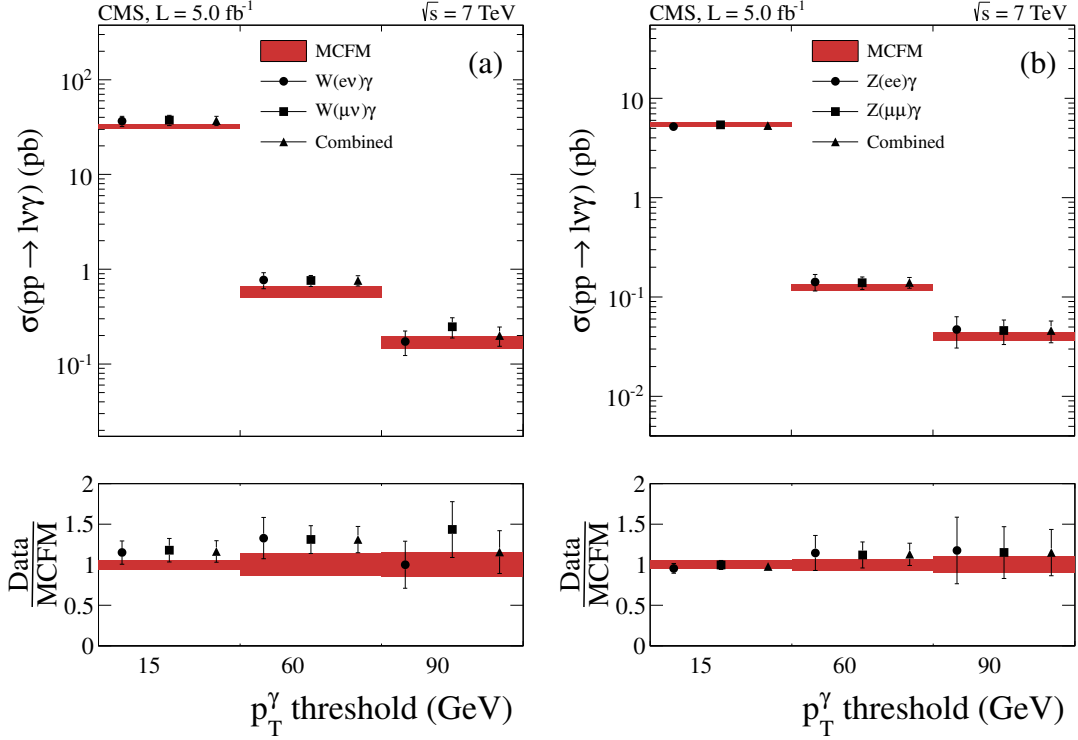 CMS, L = 5.0 fb⁻¹ √s = 7 TeV
(a)
MCFM
W(eν)γ
W(μν)γ
Combined
σ(pp → lνγ) (pb)
10²
10
1
10⁻¹
Data/MCFM
2
1.5
1
0.5
0
15 60 90
p_T^γ threshold (GeV)
CMS, L = 5.0 fb⁻¹ √s = 7 TeV
(b)
MCFM
Z(ee)γ
Z(μμ)γ
Combined
σ(pp → lνγ) (pb)
10
1
10⁻¹
10⁻²
Data/MCFM
2
1.5
1
0.5
0
15 60 90
p_T^γ threshold (GeV)